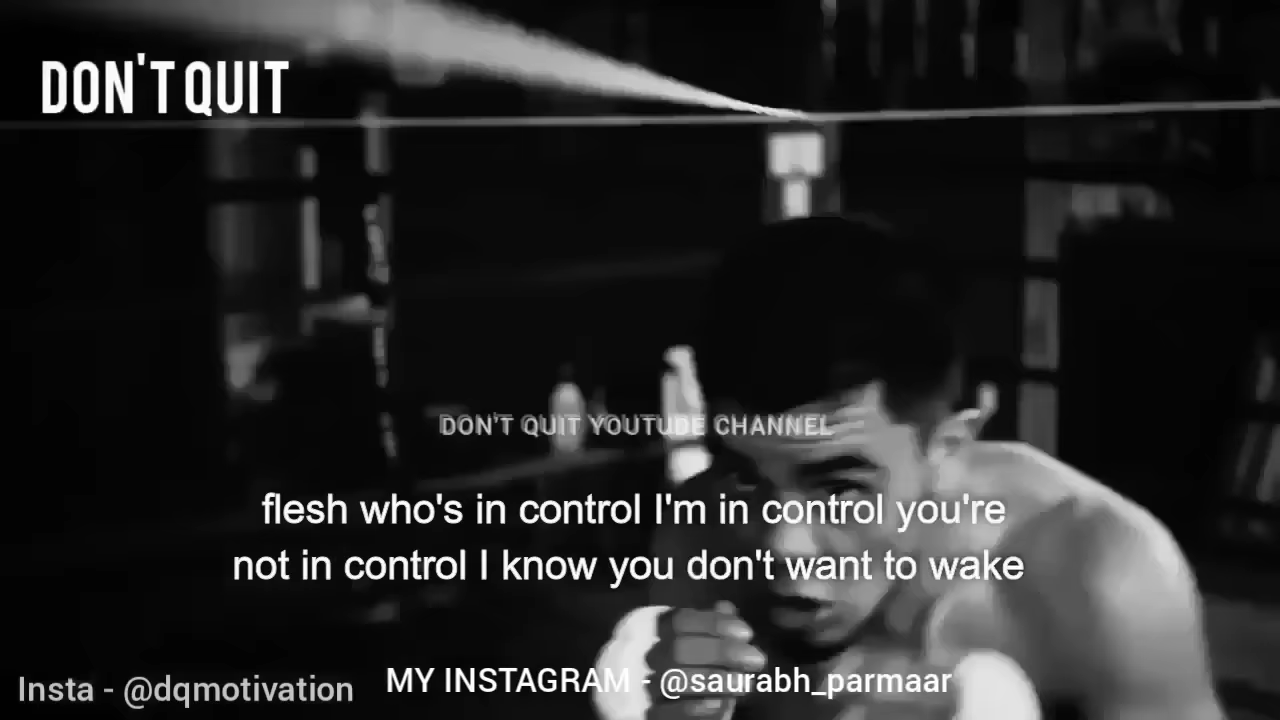 DON'T QUIT
DON'T QUIT YOUTUBE CHANNEL
flesh who's in control I'm in control you're
not in control I know you don't want to wake
Insta - @dqmotivation
MY INSTAGRAM - @saurabh_parmaar